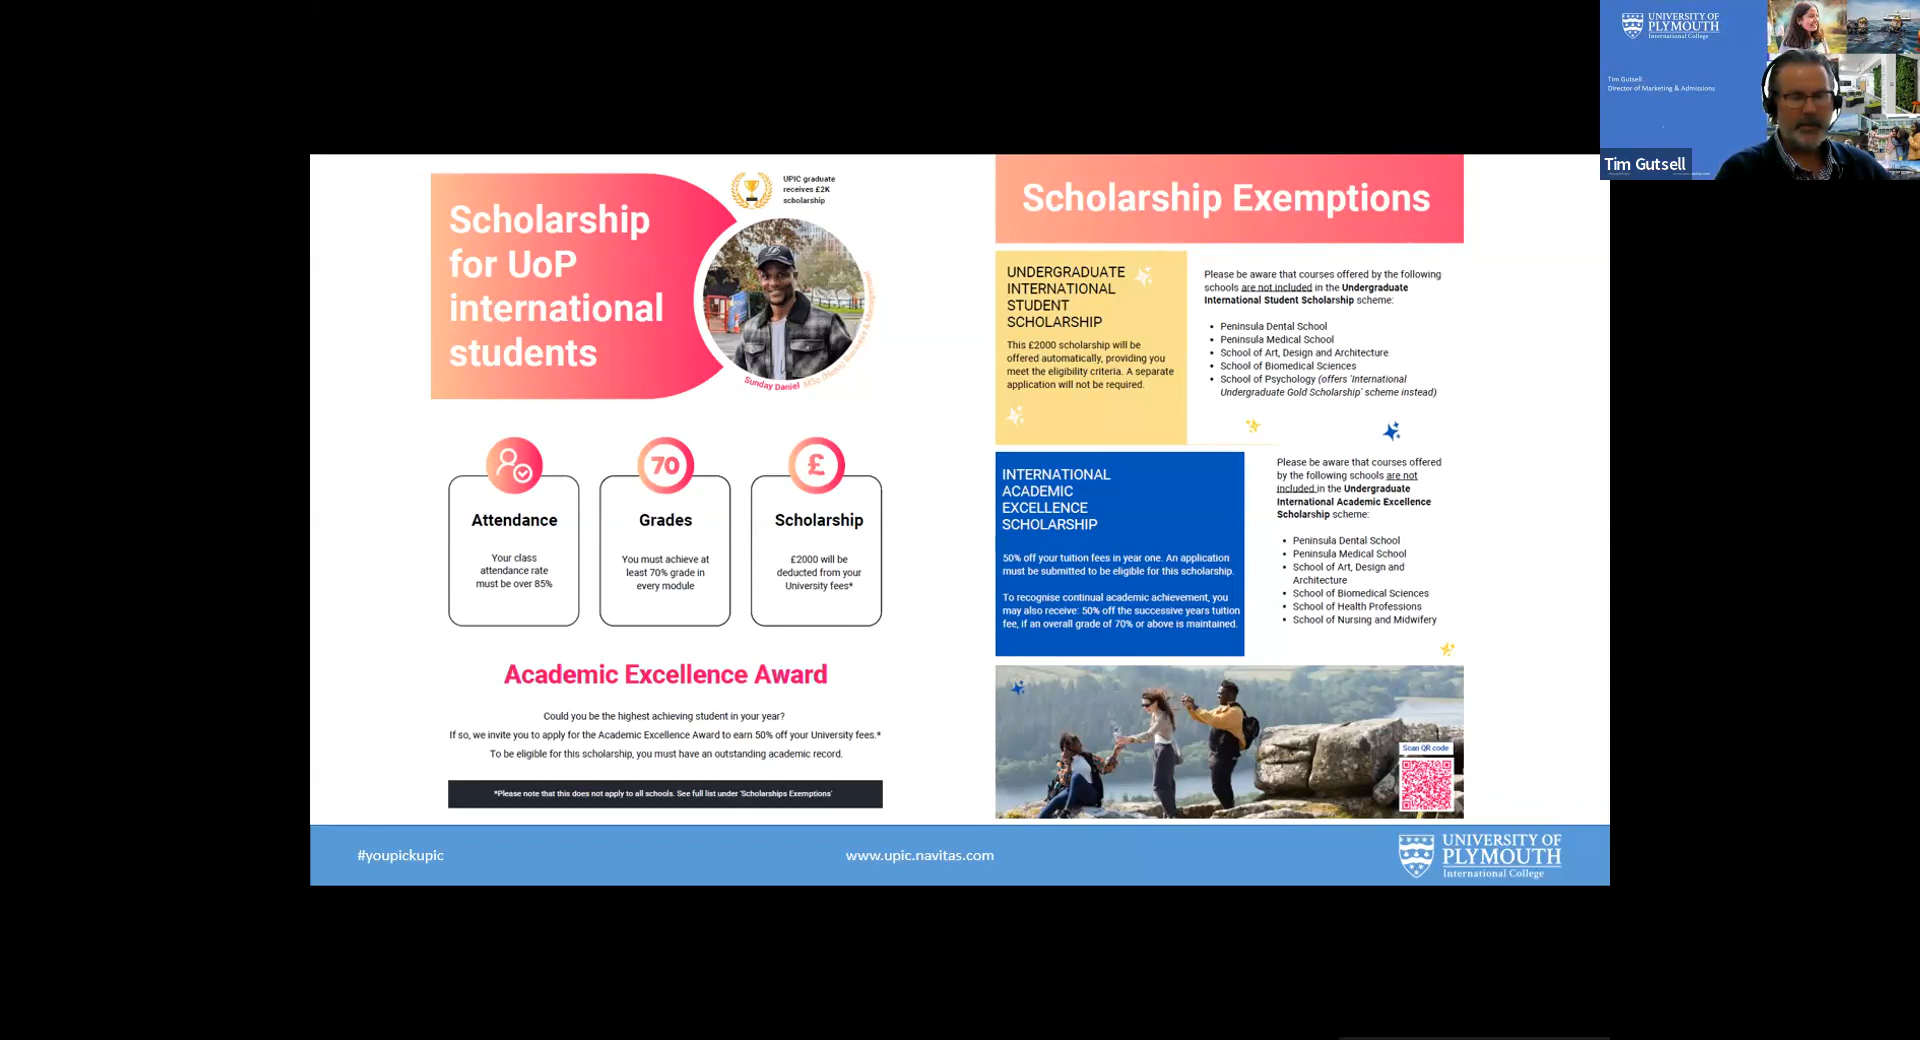 Scholarship
for UoP
international
students
UPIC graduate
receives £2K
scholarship
Sunday Daniel MSc (Hons) Business & Management
70
£
Attendance
Your class
attendance rate
must be over 85%
Grades
You must achieve at
least 70% grade in
every module
Scholarship
£2000 will be
deducted from your
University fees*
Academic Excellence Award
Could you be the highest achieving student in your year?
If so, we invite you to apply for the Academic Excellence Award to earn 50% off your University fees.*
To be eligible for this scholarship, you must have an outstanding academic record.
*Please note that this does not apply to all schools. See full list under 'Scholarships Exemptions'
Scholarship Exemptions
UNDERGRADUATE
INTERNATIONAL
STUDENT
SCHOLARSHIP
This £2000 scholarship will be
offered automatically, providing you
meet the eligibility criteria. A separate
application will not be required.
Please be aware that courses offered by the following
schools are not included in the Undergraduate
International Student Scholarship scheme:
• Peninsula Dental School
• Peninsula Medical School
• School of Art, Design and Architecture
• School of Biomedical Sciences
• School of Psychology (offers 'International
Undergraduate Gold Scholarship' scheme instead)
INTERNATIONAL
ACADEMIC
EXCELLENCE
SCHOLARSHIP
50% off your tuition fees in year one. An application
must be submitted to be eligible for this scholarship.
To recognise continual academic achievement, you
may also receive: 50% off the successive years tuition
fee, if an overall grade of 70% or above is maintained.
Please be aware that courses offered
by the following schools are not
included in the Undergraduate
International Academic Excellence
Scholarship scheme:
• Peninsula Dental School
• Peninsula Medical School
• School of Art, Design and
Architecture
• School of Biomedical Sciences
• School of Health Professions
• School of Nursing and Midwifery
Scan QR code
#youpickupic
www.upic.navitas.com
UNIVERSITY OF
PLYMOUTH
International College
UNIVERSITY OF
PLYMOUTH
International College
Tim Gutsell
Director of Marketing & Admissions
Tim Gutsell